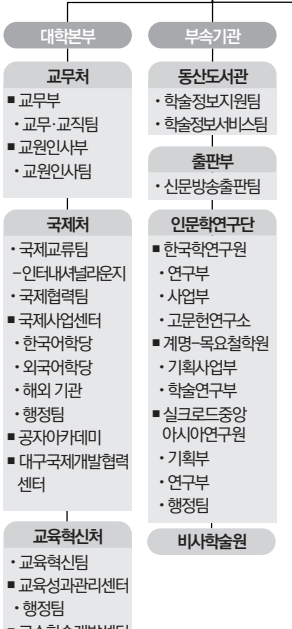 대학본부
교무처
■ 교무부
・교무·교직팀
■ 교원인사부
・교원인사팀
국제처
・국제교류팀
-인터내셔널라운지
・국제협력팀
■ 국제사업센터
・한국어학당
・외국어학당
・해외 기관
・행정팀
■ 공자아카데미
■ 대구국제개발협력
센터
교육혁신처
・교육혁신팀
■ 교육성과관리센터
・행정팀
부속기관
동산도서관
・학술정보지원팀
・학술정보서비스팀
출판부
・신문방송출판팀
인문학연구단
■ 한국학연구원
・연구부
・사업부
・고문헌연구소
■ 계명-목요철학원
・기획사업부
・학술연구부
■ 실크로드중앙
아시아연구원
・기획부
・연구부
・행정팀
비사학술원